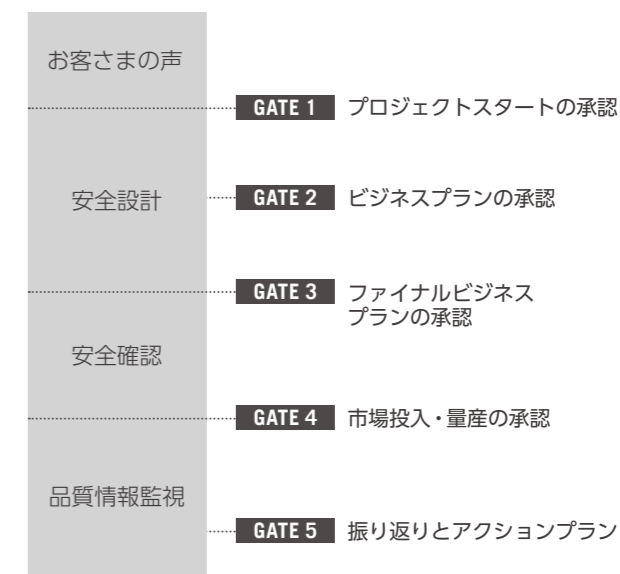 お客さまの声
GATE 1 プロジェクトスタートの承認
安全設計
GATE 2 ビジネスプランの承認
GATE 3 ファイナルビジネス
プランの承認
安全確認
GATE 4 市場投入・量産の承認
品質情報監視
GATE 5 振り返りとアクションプラン